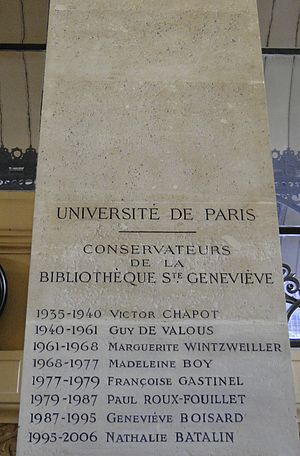 UNIVERSITÉ DE PARIS
CONSERVATEURS
DE LA
BIBLIOTHÈQUE STE GENEVIÈVE
1935-1940 VICTOR CHAPOT
1940-1961 GUY DE VALOUS
1961-1968 MARGUERITE WINTZWEILLER
1968-1977 MADELEINE BOY
1977-1979 FRANÇOISE GASTINEL
1979-1987 PAUL ROUX-FOUILLET
1987-1995 GENEVIÈVE BOISARD
1995-2006 NATHALIE BATALIN